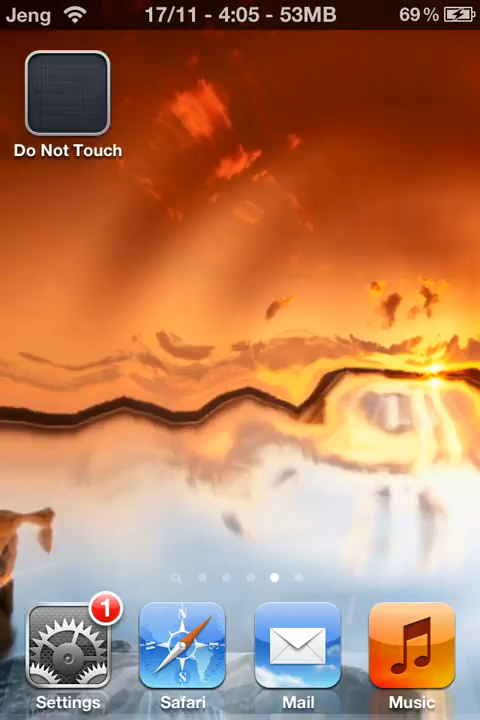 Jeng 17/11 - 4:05 - 53MB 69%
Do Not Touch
1
N
S
Settings Safari Mail Music